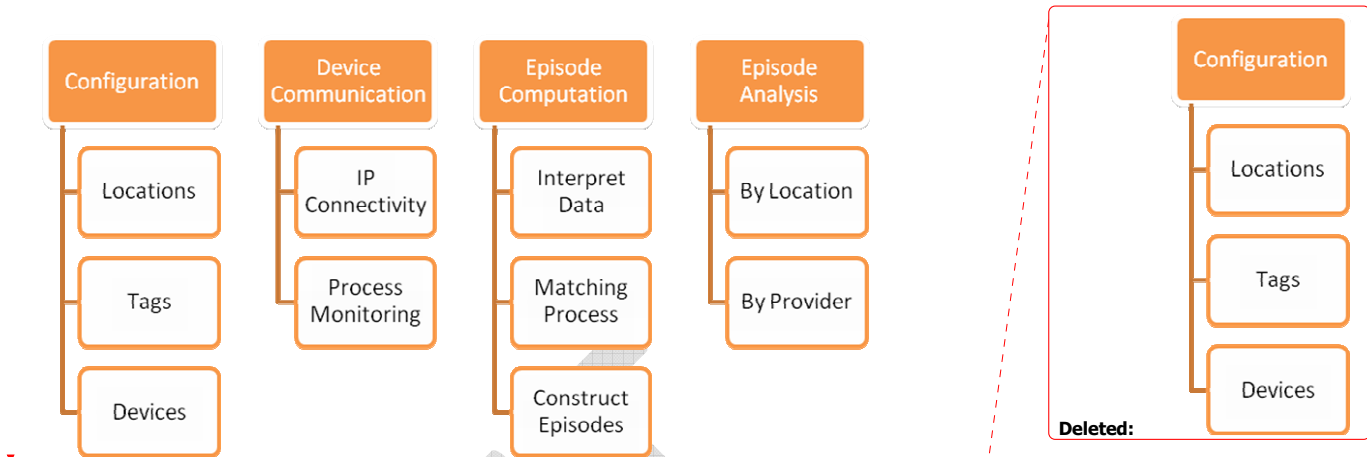 Configuration
Locations
Tags
Devices
Device
Communication
IP
Connectivity
Process
Monitoring
Episode
Computation
Interpret
Data
Matching
Process
Construct
Episodes
Episode
Analysis
By Location
By Provider
Configuration
Locations
Tags
Devices
Deleted: